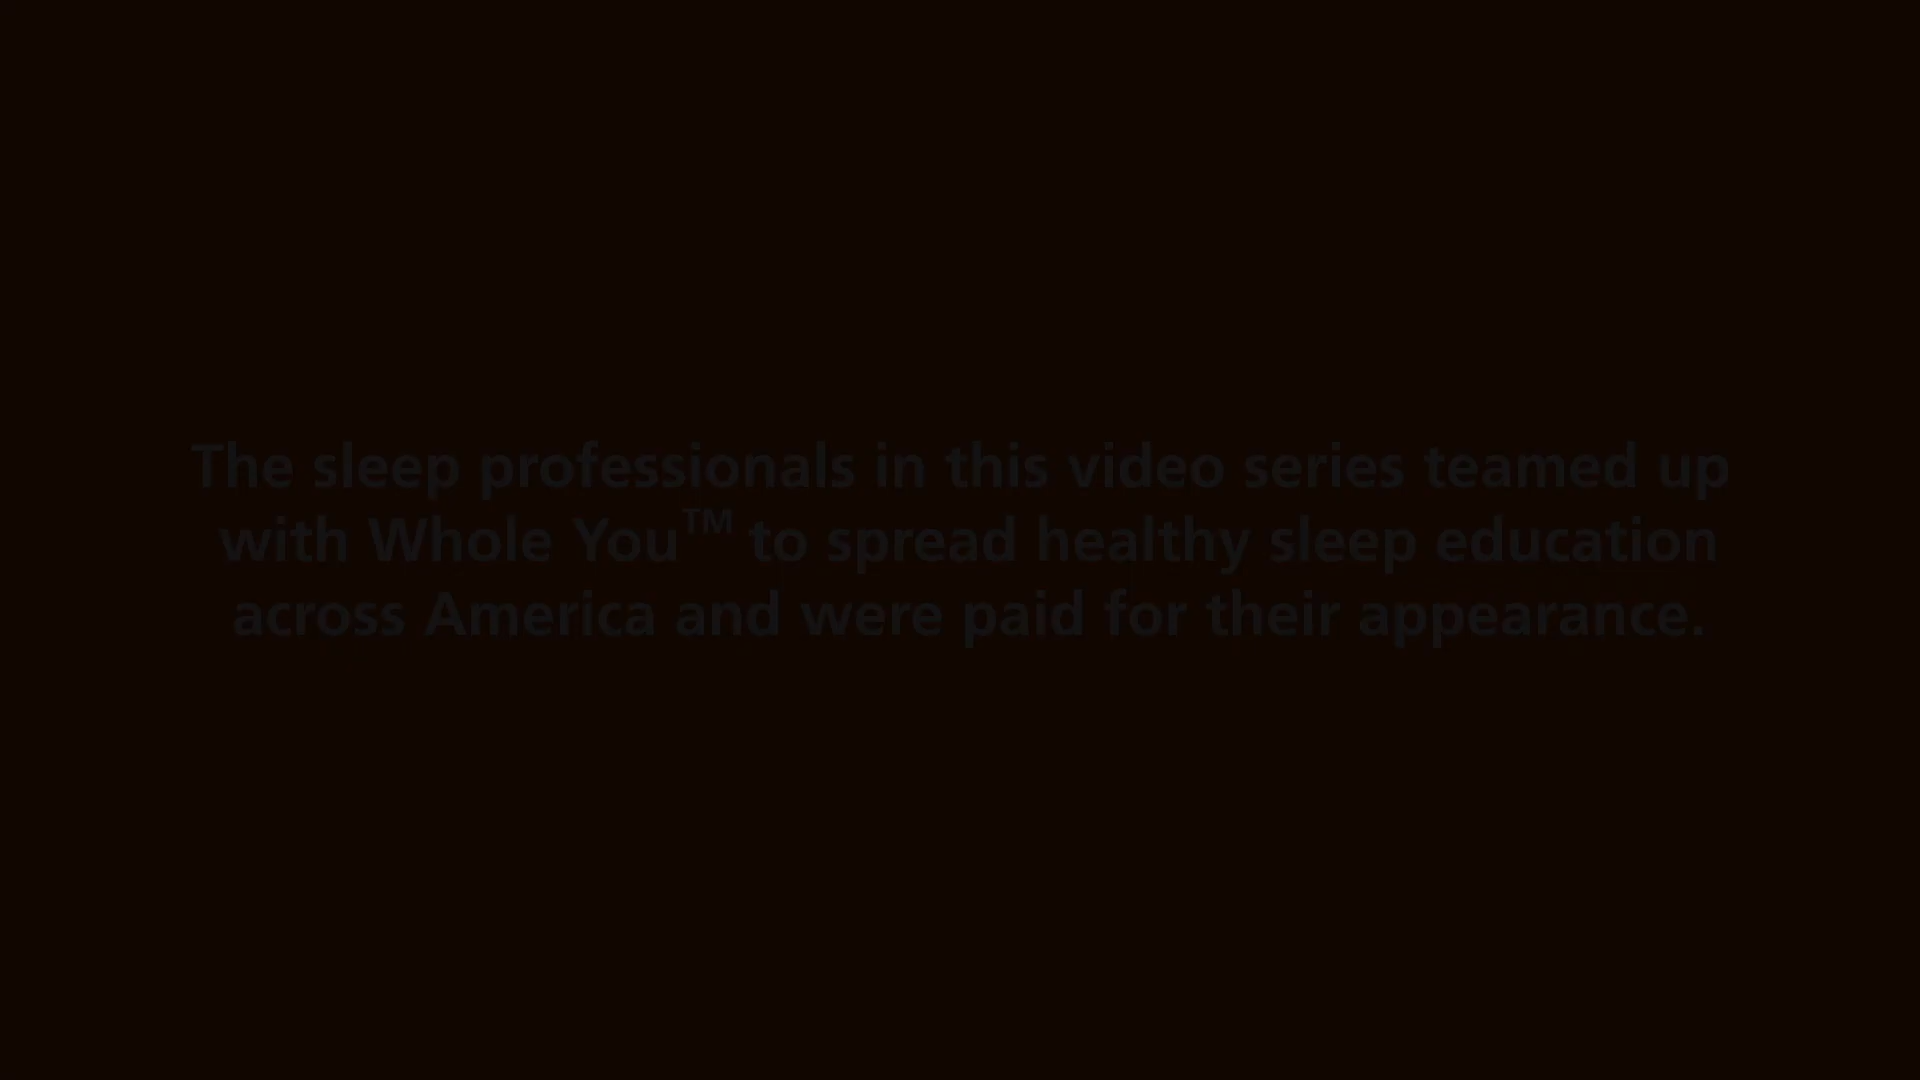 The sleep professionals in this video series teamed up
with Whole You™ to spread healthy sleep education
across America and were paid for their appearance.